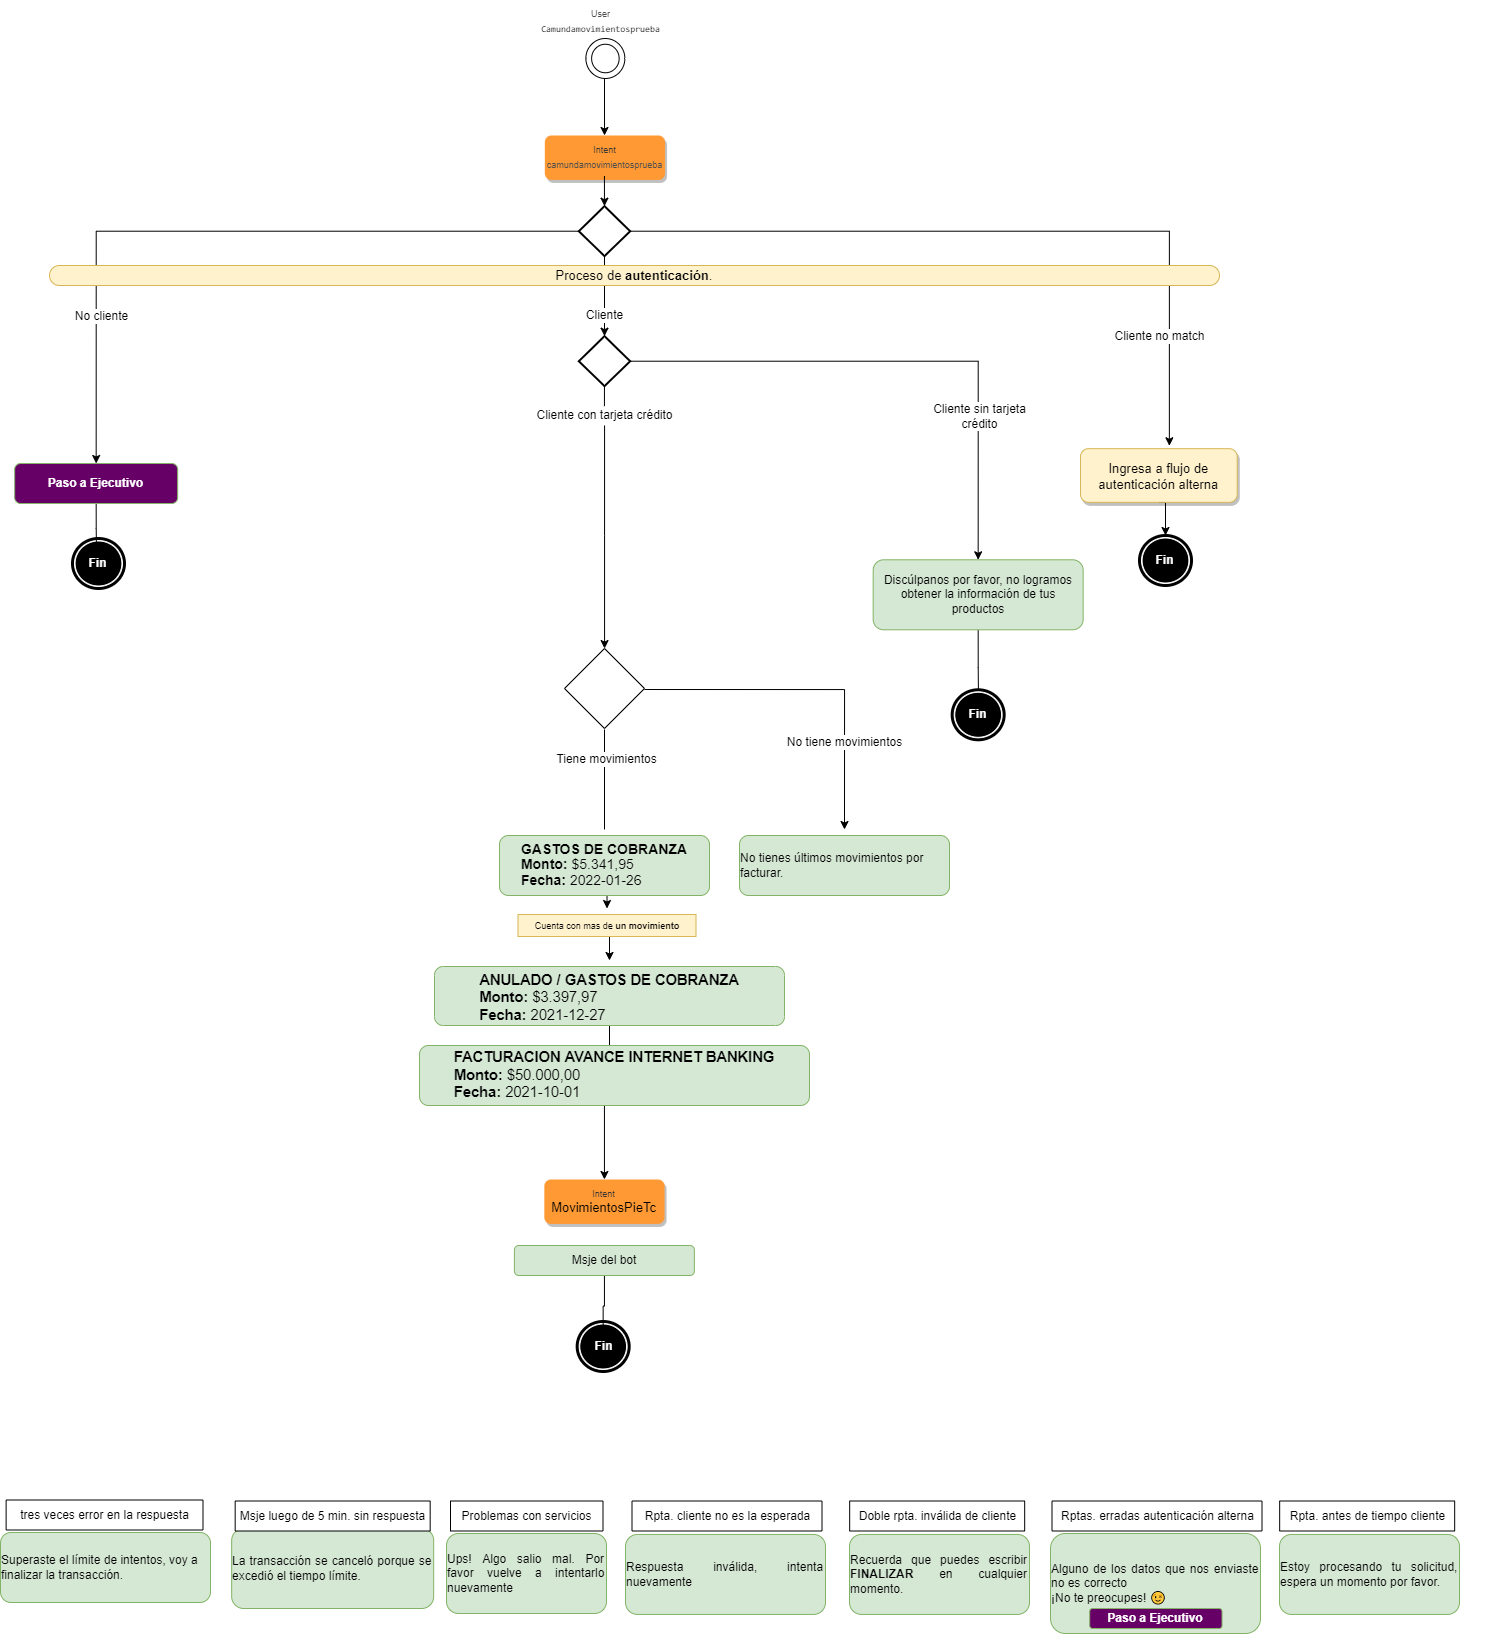 User
Camundamovimientosprueba
Intent
camundamovimientosprueba
Proceso de autenticación.
No cliente
Cliente
Cliente no match
Cliente con tarjeta crédito
Cliente sin tarjeta
crédito
Paso a Ejecutivo
Ingresa a flujo de
autenticación alterna
Fin
Fin
Discúlpanos por favor, no logramos
obtener la información de tus
productos
Fin
No tiene movimientos
Tiene movimientos
GASTOS DE COBRANZA
Monto: $5.341,95
Fecha: 2022-01-26
No tienes últimos movimientos por
facturar.
Cuenta con mas de un movimiento
ANULADO / GASTOS DE COBRANZA
Monto: $3.397,97
Fecha: 2021-12-27
FACTURACION AVANCE INTERNET BANKING
Monto: $50.000,00
Fecha: 2021-10-01
Intent
MovimientosPieTc
Msje del bot
Fin
tres veces error en la respuesta
Superaste el límite de intentos, voy a
finalizar la transacción.
Msje luego de 5 min. sin respuesta
La transacción se canceló porque se
excedió el tiempo límite.
Problemas con servicios
Ups! Algo salio mal. Por
favor vuelve a intentarlo
nuevamente
Rpta. cliente no es la esperada
Respuesta inválida, intenta
nuevamente
Doble rpta. inválida de cliente
Recuerda que puedes escribir
FINALIZAR en cualquier
momento.
Rptas. erradas autenticación alterna
Alguno de los datos que nos enviaste
no es correcto
¡No te preocupes! 😉
Paso a Ejecutivo
Rpta. antes de tiempo cliente
Estoy procesando tu solicitud,
espera un momento por favor.